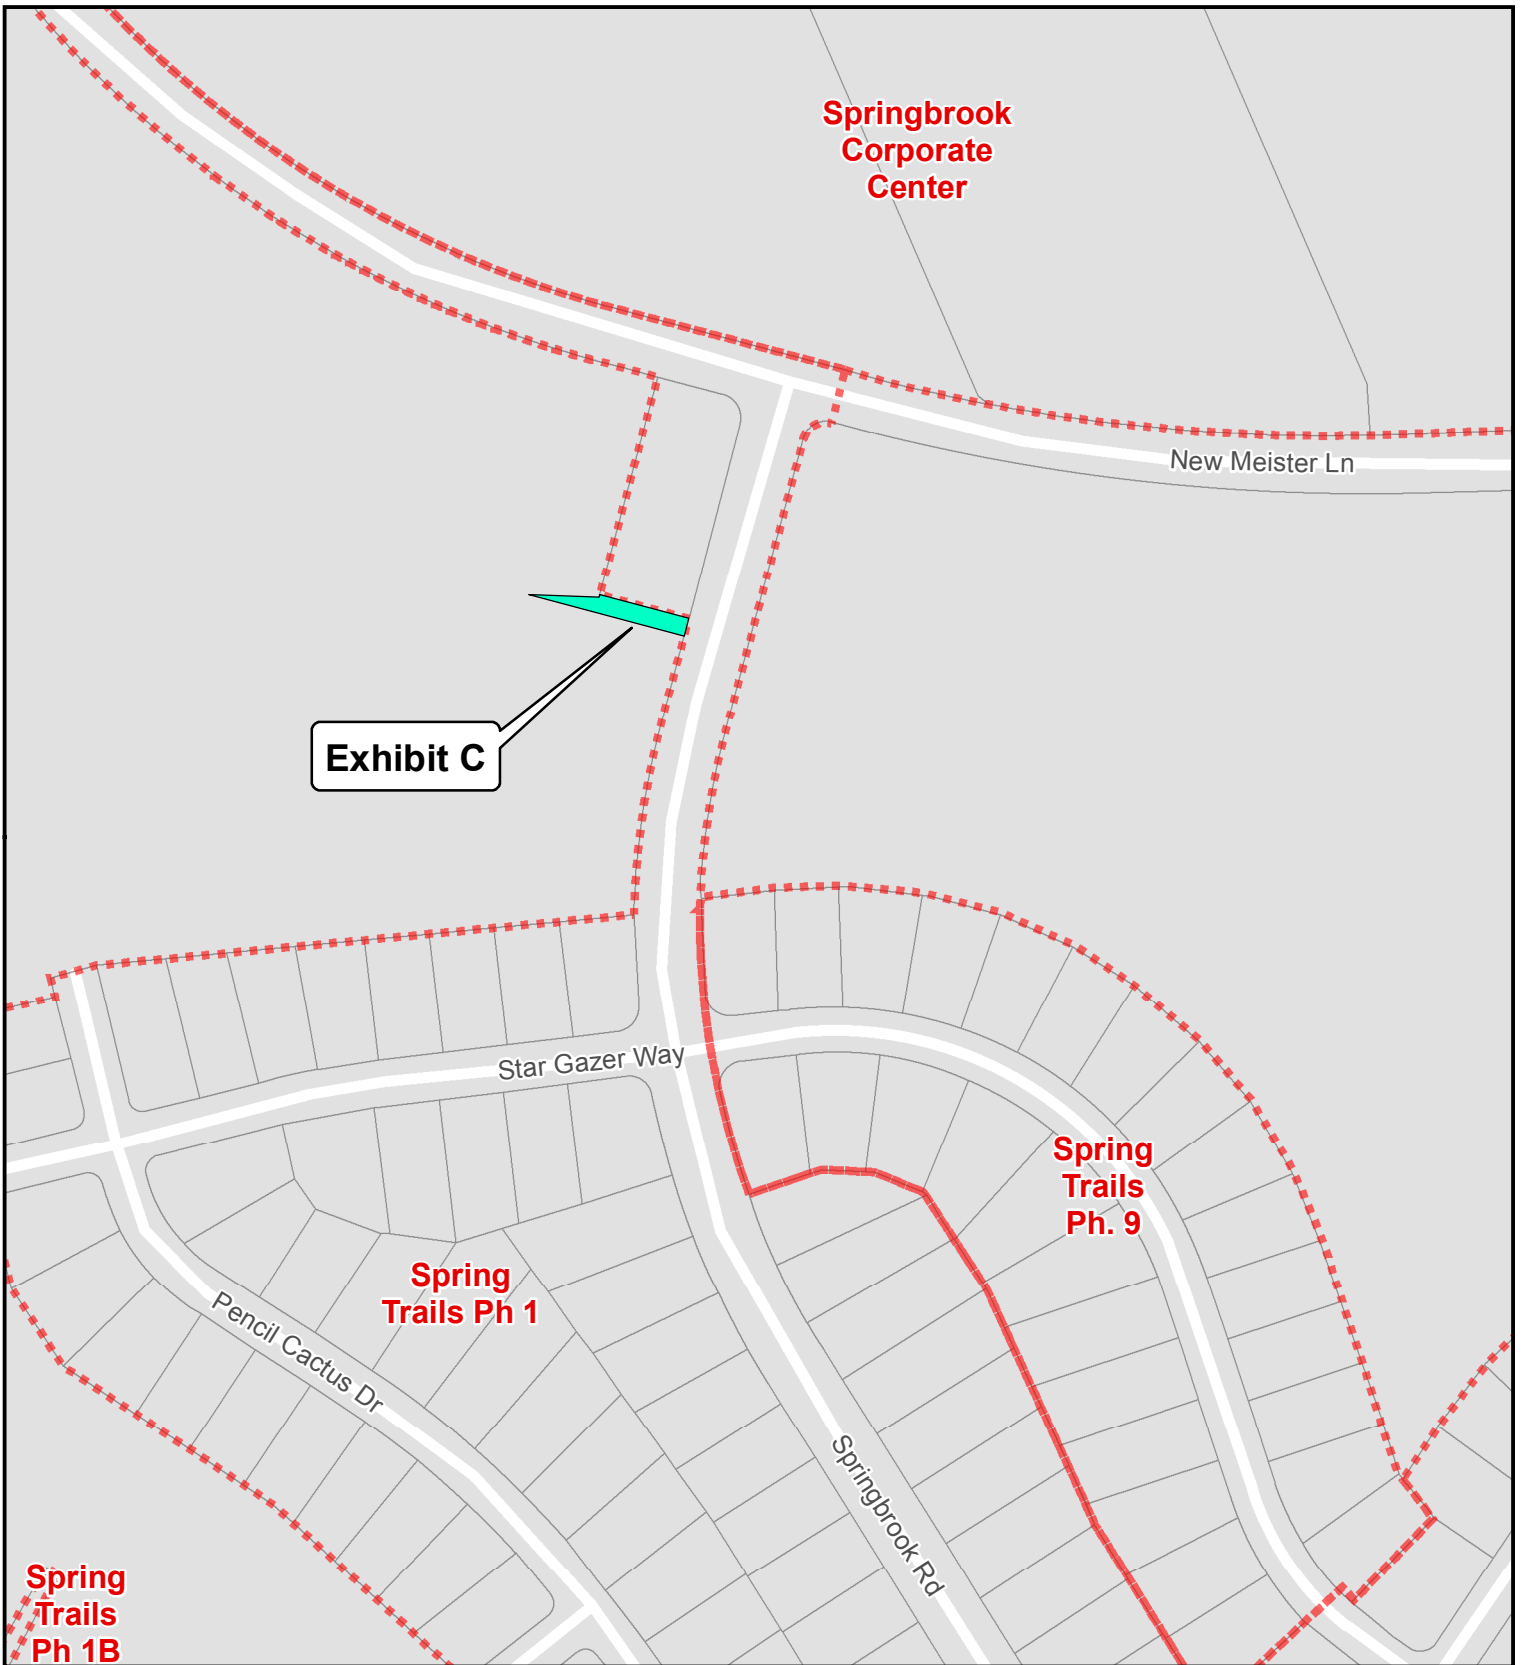 Springbrook
Corporate
Center
New Meister Ln
Exhibit C
Star Gazer Way
Spring
Trails
Ph. 9
Spring
Trails Ph 1
Pencil Cactus Dr
Springbrook Rd
Spring
Trails
Ph 1B